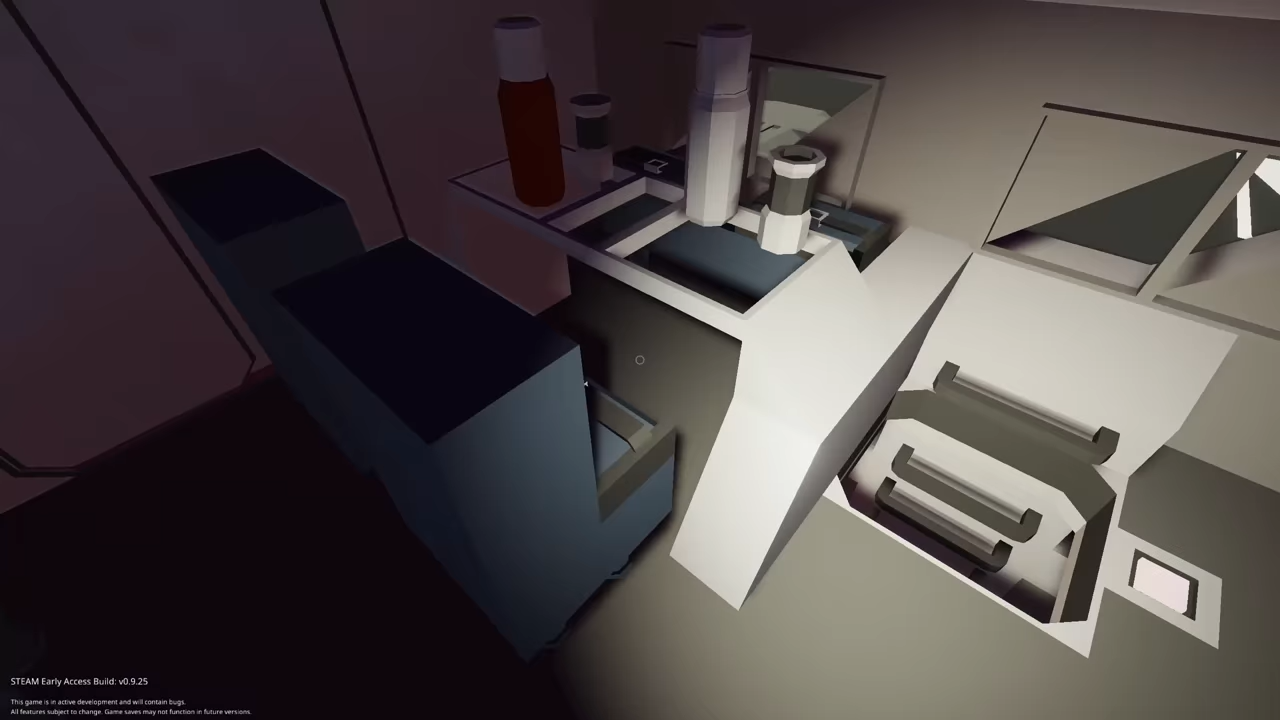 STEAM Early Access Build: v0.9.25
This game is in active development and will contain bugs.
All features subject to change. Game saves may not function in future versions.